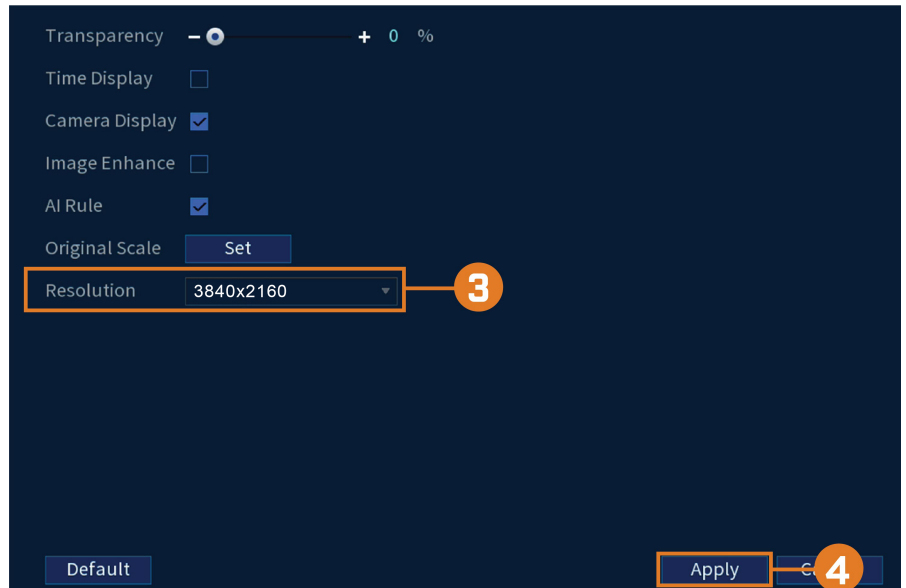 Transparency - + 0 %
Time Display
Camera Display
Image Enhance
AI Rule
Original Scale Set
Resolution 3840x2160 3
Default Apply 4